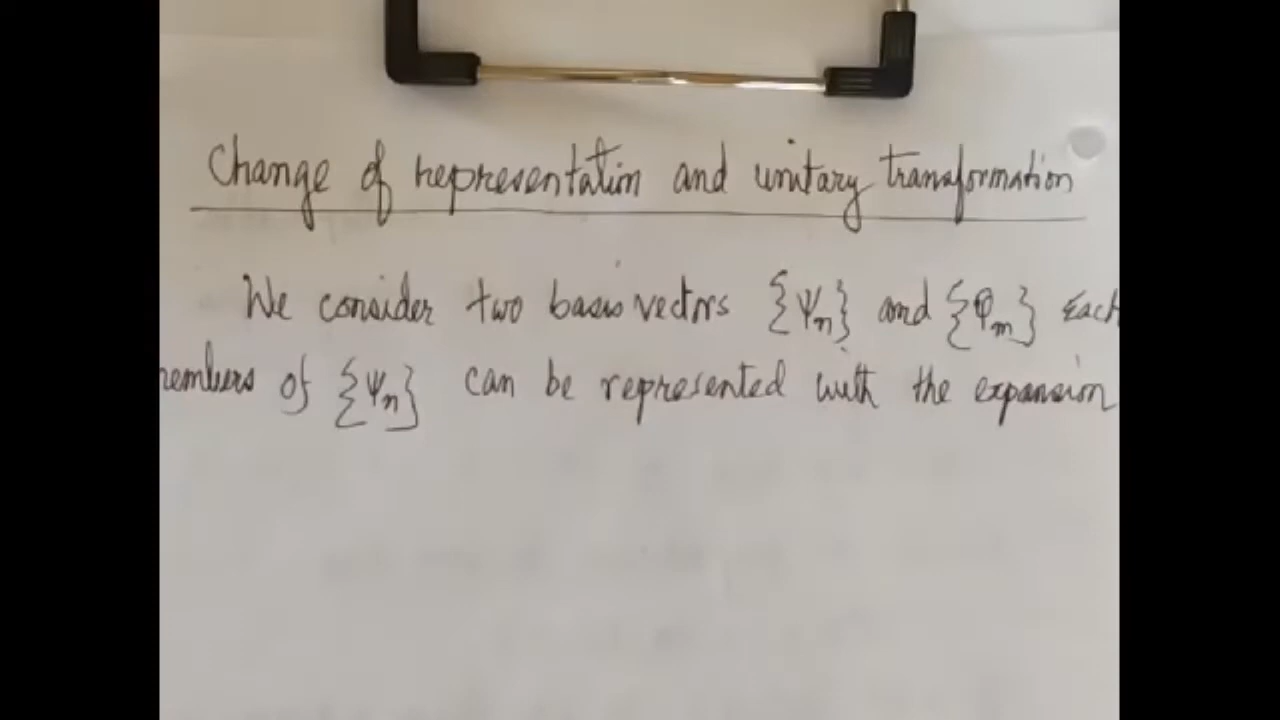 Change of representation and unitary transformation
We consider two basis vectors {Ψn} and {Φm} Each
members of {Ψn} can be represented with the expansion